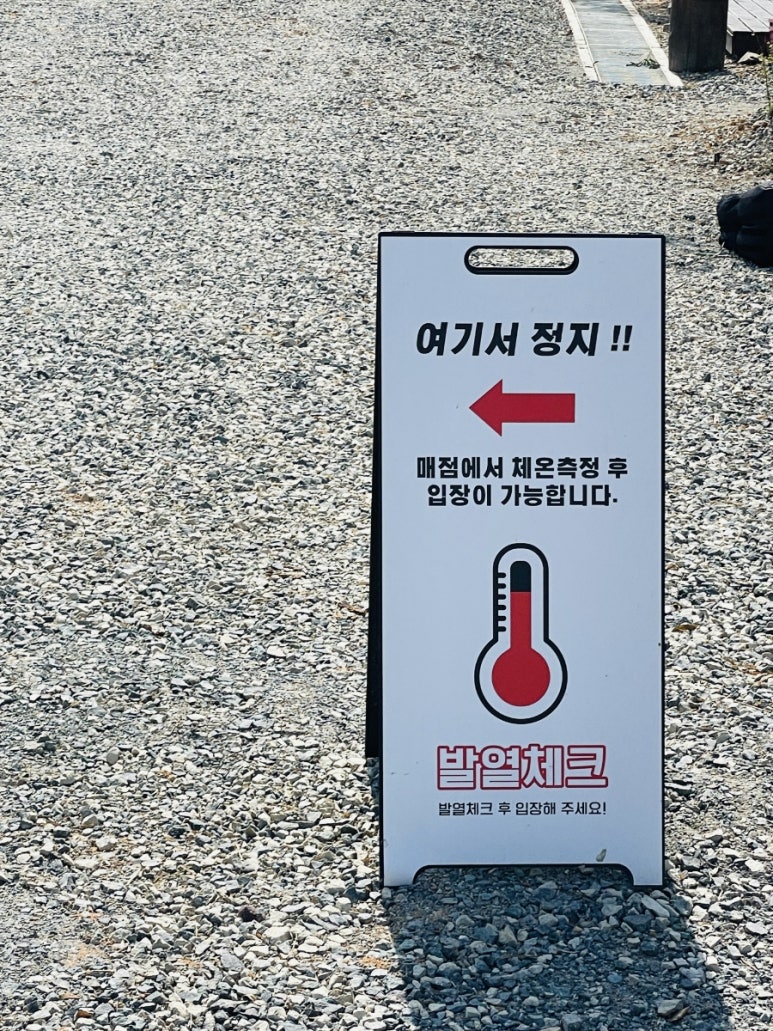 여기서 정지 !!
매점에서 체온측정 후
입장이 가능합니다.
발열체크
발열체크 후 입장해 주세요!